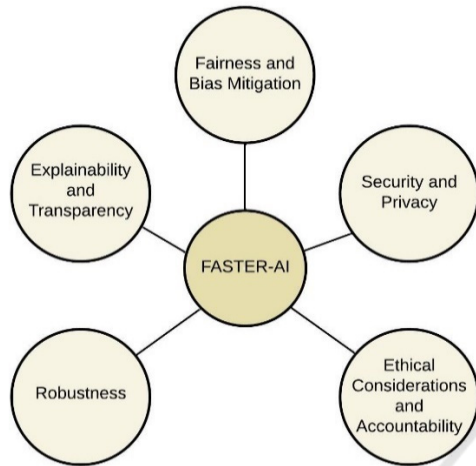 Fairness and
Bias Mitigation
Explainability
and
Transparency
Security and
Privacy
FASTER-AI
Robustness
Ethical
Considerations
and
Accountability